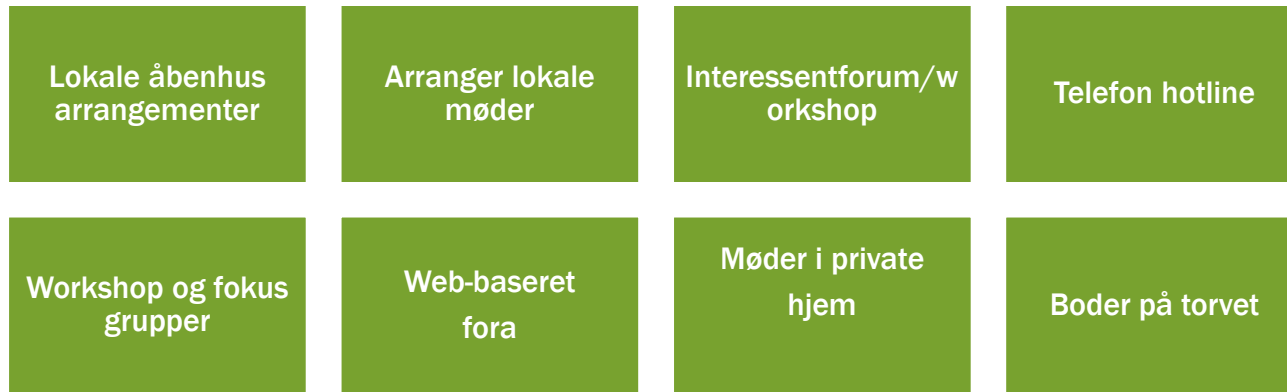 Lokale åbenhus
arrangementer
Arranger lokale
møder
Interessentforum/w
orkshop
Telefon hotline
Workshop og fokus
grupper
Web-baseret
fora
Møder i private
hjem
Boder på torvet